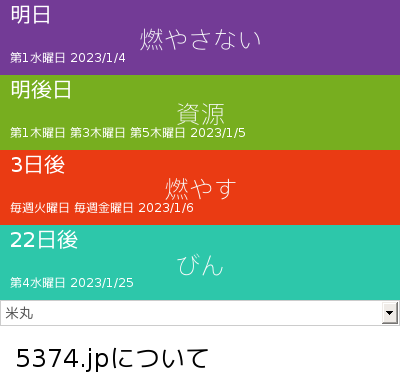 明日
燃やさない
第1水曜日 2023/1/4
明後日
資源
第1木曜日 第3木曜日 第5木曜日 2023/1/5
3日後
燃やす
毎週火曜日 毎週金曜日 2023/1/6
22日後
びん
第4水曜日 2023/1/25
米丸
5374.jpについて